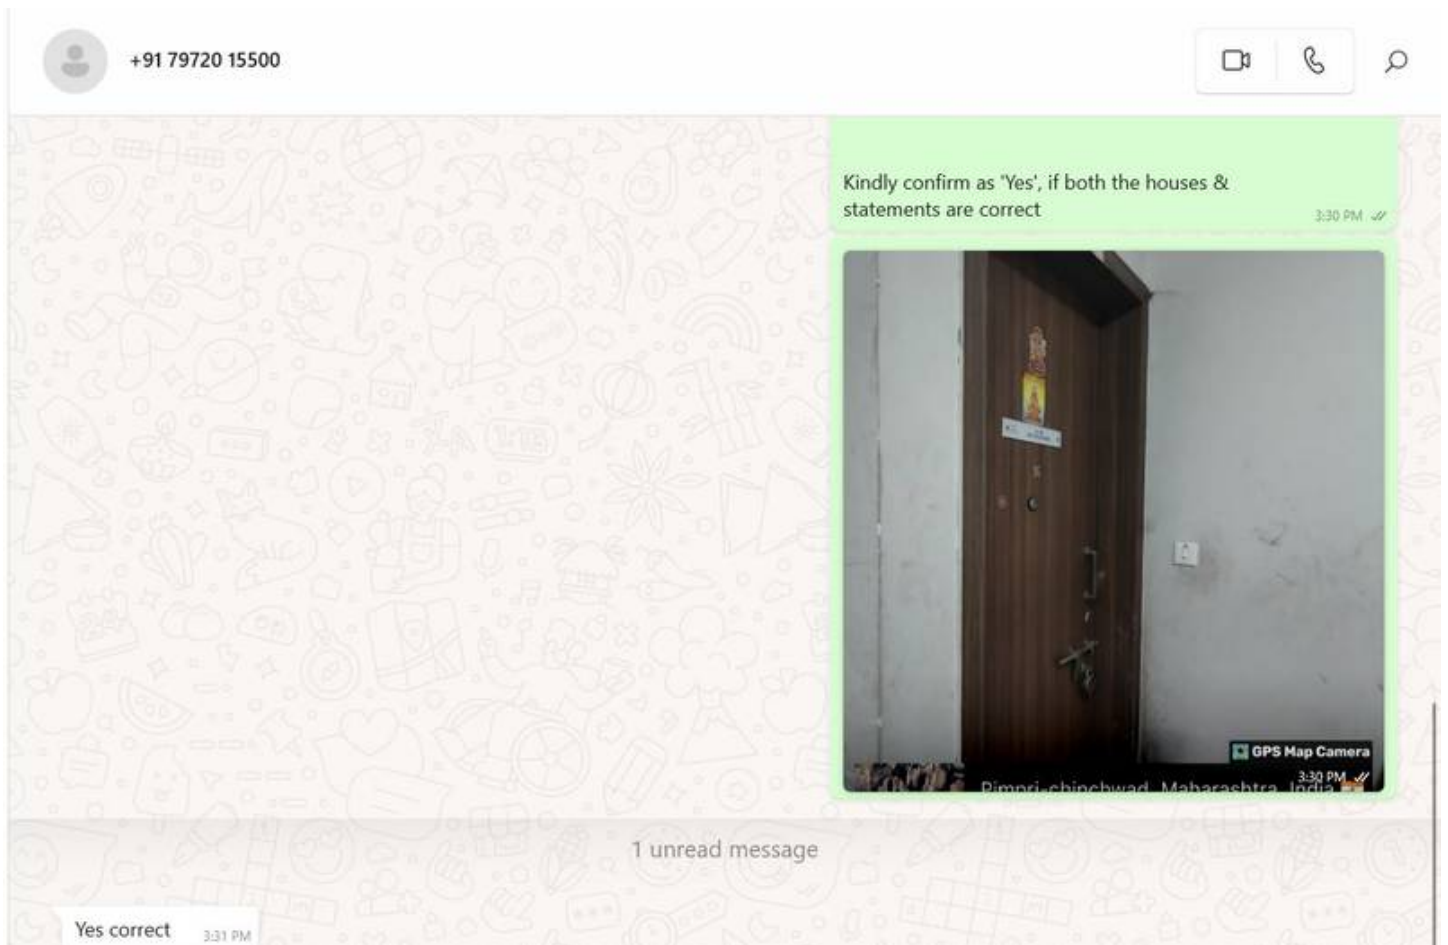 +91 79720 15500
Kindly confirm as 'Yes', if both the houses &
statements are correct
3:30 PM
GPS Map Camera
3:30 PM
Pimpri-chinchwad, Maharashtra, India
1 unread message
Yes correct
3:31 PM